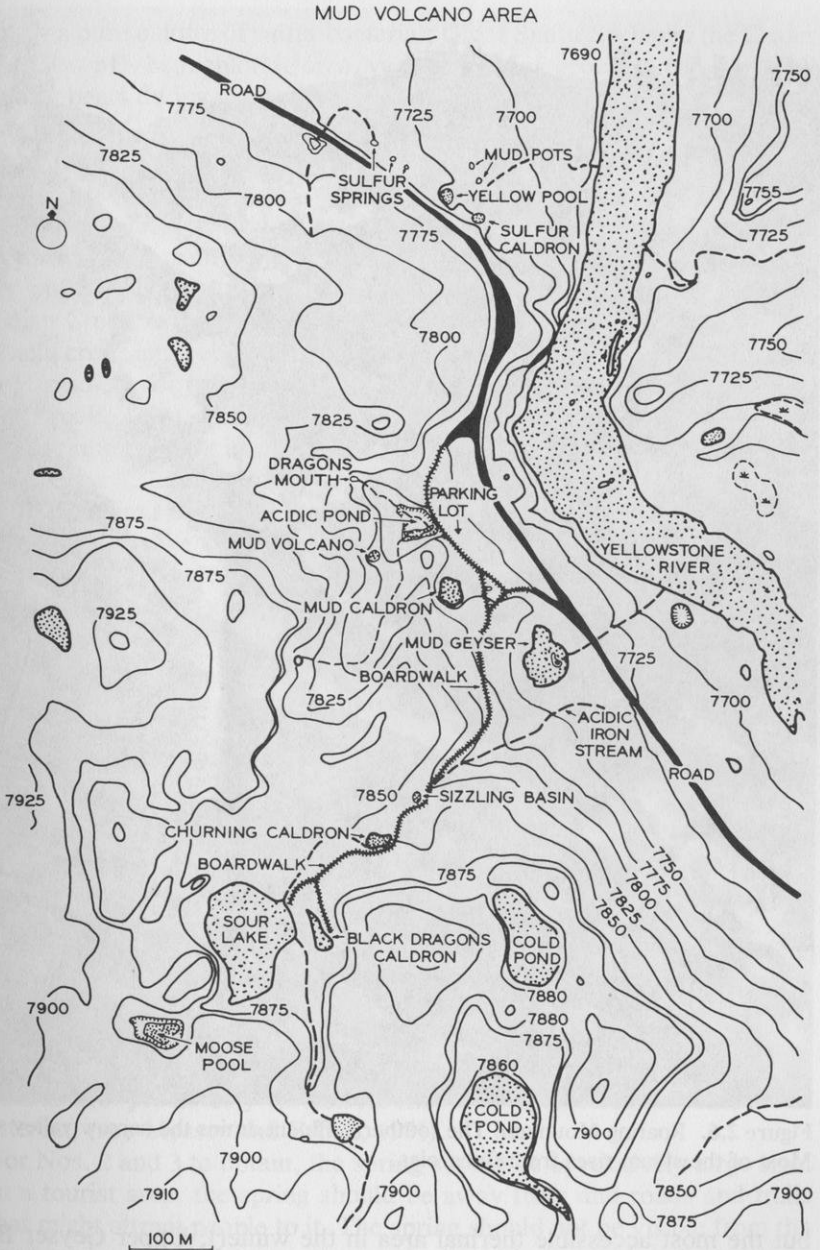 MUD VOLCANO AREA
7690
7750
ROAD
7775
7725
7700
7700
7825
MUD POTS
SULFUR
SPRINGS
YELLOW POOL
7755
7800
N
7775
SULFUR
CALDRON
7725
7800
7750
7725
7850
7825
DRAGONS
MOUTH
PARKING
LOT
ACIDIC POND
7875
MUD VOLCANO
YELLOWSTONE
RIVER
7875
MUD CALDRON
7925
MUD GEYSER
7725
BOARDWALK
7825
7700
ACIDIC
IRON
STREAM
ROAD
7925
7850
SIZZLING BASIN
CHURNING CALDRON
BOARDWALK
7875
7750
7775
7800
7825
7850
SOUR
LAKE
BLACK DRAGONS
CALDRON
COLD
POND
7880
7900
7875
7880
7875
MOOSE
POOL
7860
COLD
POND
7900
7900
7910
7900
7850
7900
7875
100 M